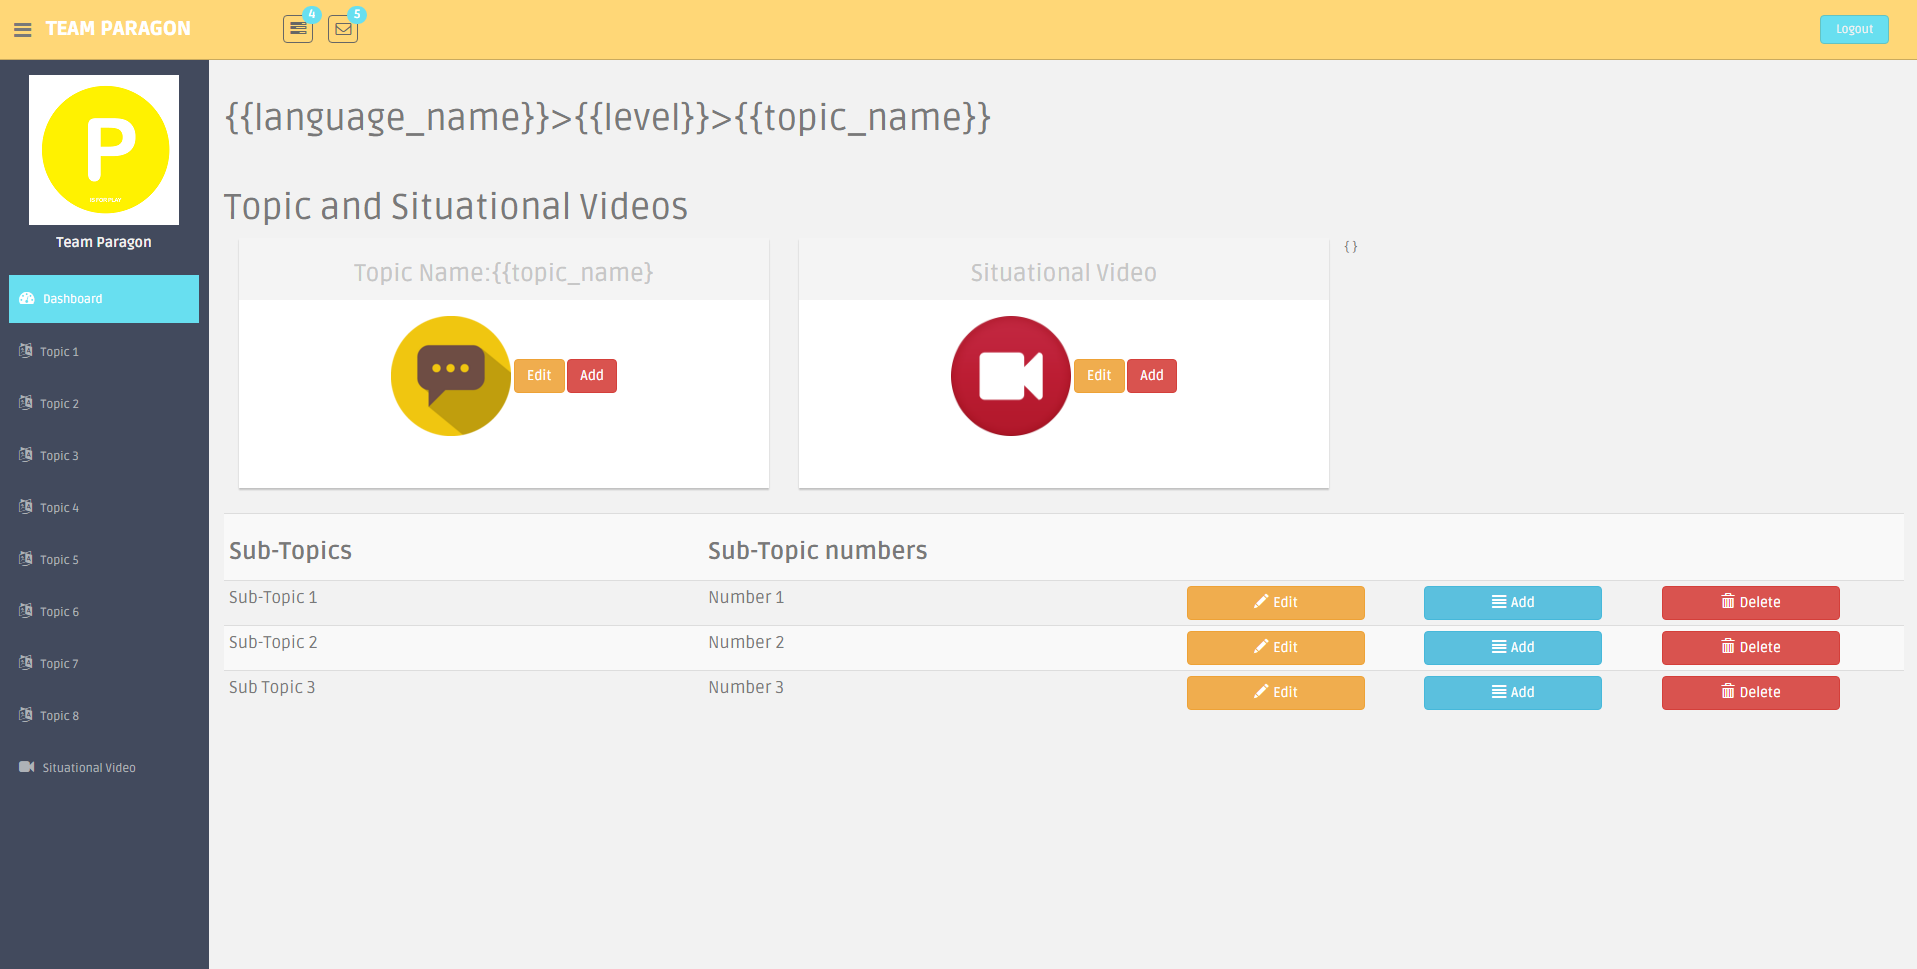 TEAM PARAGON
4
5
Logout
P
Team Paragon
Dashboard
Topic 1
Topic 2
Topic 3
Topic 4
Topic 5
Topic 6
Topic 7
Topic 8
Situational Video
{{language_name}}>{{level}}>{{topic_name}}
Topic and Situational Videos
Topic Name:{{topic_name}
Edit Add
Situational Video
Edit Add
{ }
Sub-Topics Sub-Topic numbers
Sub-Topic 1 Number 1 Edit Add Delete
Sub-Topic 2 Number 2 Edit Add Delete
Sub Topic 3 Number 3 Edit Add Delete